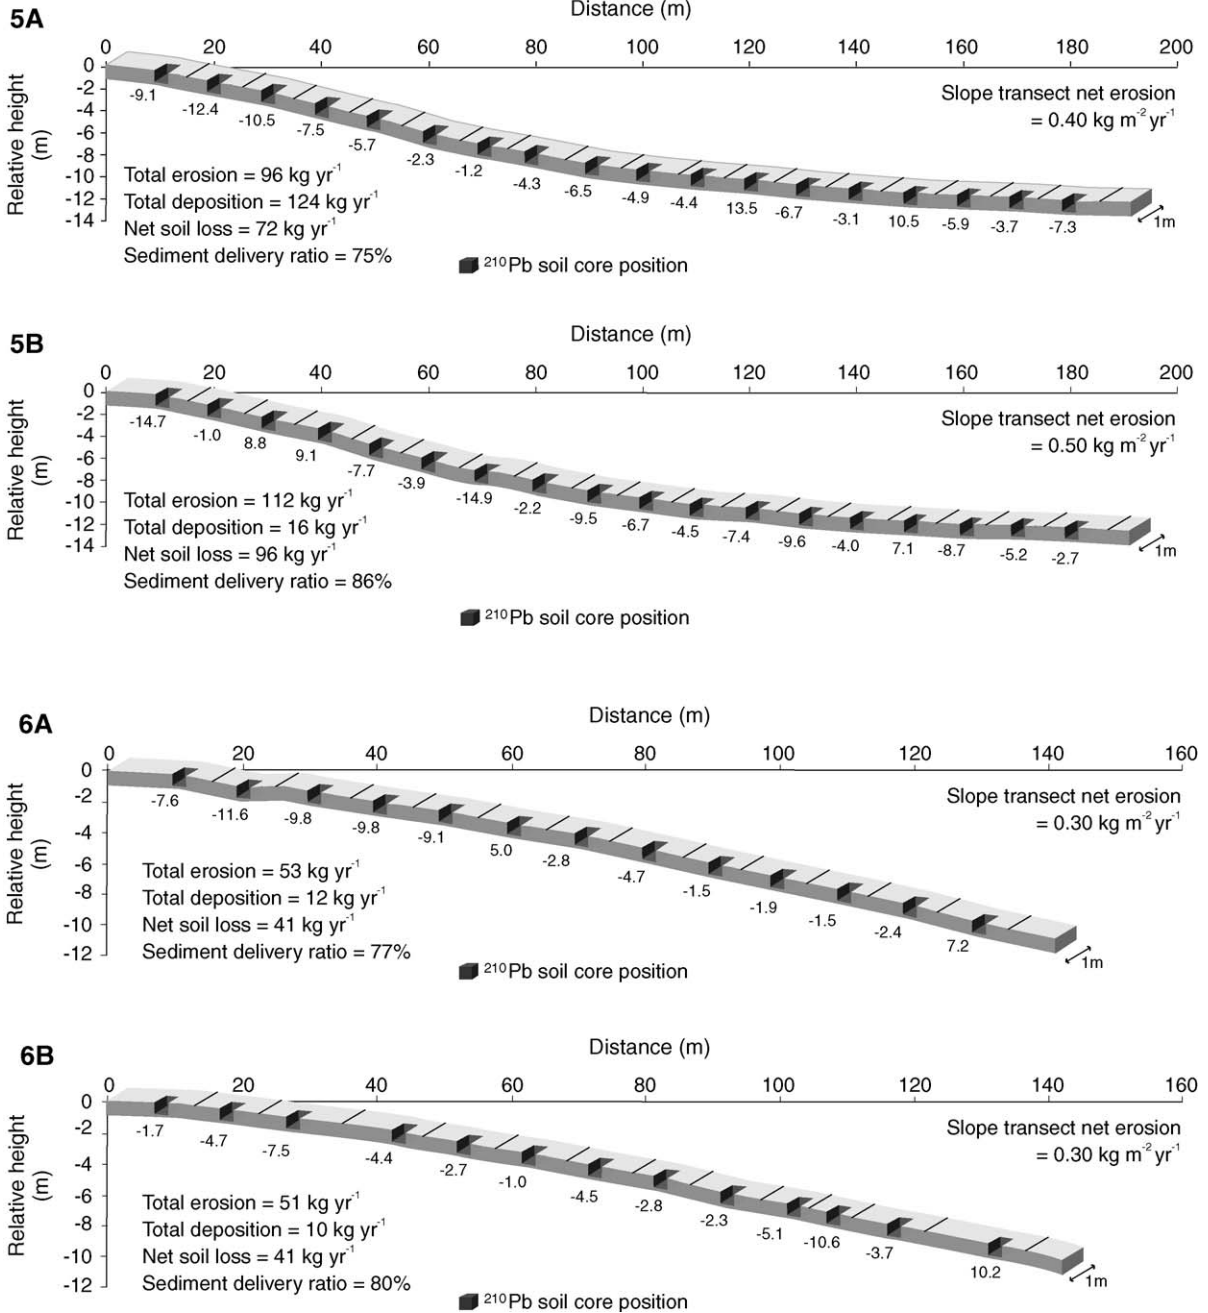 5A
Distance (m)
0 20 40 60 80 100 120 140 160 180 200
Relative height (m)
0
-2
-4
-6
-8
-10
-12
-14
-9.1 -12.4 -10.5 -7.5 -5.7 -2.3 -1.2 -4.3 -6.5 -4.9 -4.4 13.5 -6.7 -3.1 10.5 -5.9 -3.7 -7.3
Slope transect net erosion
= 0.40 kg m⁻² yr⁻¹
Total erosion = 96 kg yr⁻¹
Total deposition = 124 kg yr⁻¹
Net soil loss = 72 kg yr⁻¹
Sediment delivery ratio = 75%
1m
²¹⁰Pb soil core position
5B
Distance (m)
0 20 40 60 80 100 120 140 160 180 200
Relative height (m)
0
-2
-4
-6
-8
-10
-12
-14
-14.7 -1.0 8.8 9.1 -7.7 -3.9 -14.9 -2.2 -9.5 -6.7 -4.5 -7.4 -9.6 -4.0 7.1 -8.7 -5.2 -2.7
Slope transect net erosion
= 0.50 kg m⁻² yr⁻¹
Total erosion = 112 kg yr⁻¹
Total deposition = 16 kg yr⁻¹
Net soil loss = 96 kg yr⁻¹
Sediment delivery ratio = 86%
1m
²¹⁰Pb soil core position
6A
Distance (m)
0 20 40 60 80 100 120 140 160
Relative height (m)
0
-2
-4
-6
-8
-10
-12
-7.6 -11.6 -9.8 -9.8 -9.1 5.0 -2.8 -4.7 -1.5 -1.9 -1.5 -2.4 7.2
Slope transect net erosion
= 0.30 kg m⁻² yr⁻¹
Total erosion = 53 kg yr⁻¹
Total deposition = 12 kg yr⁻¹
Net soil loss = 41 kg yr⁻¹
Sediment delivery ratio = 77%
1m
²¹⁰Pb soil core position
6B
Distance (m)
0 20 40 60 80 100 120 140 160
Relative height (m)
0
-2
-4
-6
-8
-10
-12
-1.7 -4.7 -7.5 -4.4 -2.7 -1.0 -4.5 -2.8 -2.3 -5.1 -10.6 -3.7 10.2
Slope transect net erosion
= 0.30 kg m⁻² yr⁻¹
Total erosion = 51 kg yr⁻¹
Total deposition = 10 kg yr⁻¹
Net soil loss = 41 kg yr⁻¹
Sediment delivery ratio = 80%
1m
²¹⁰Pb soil core position